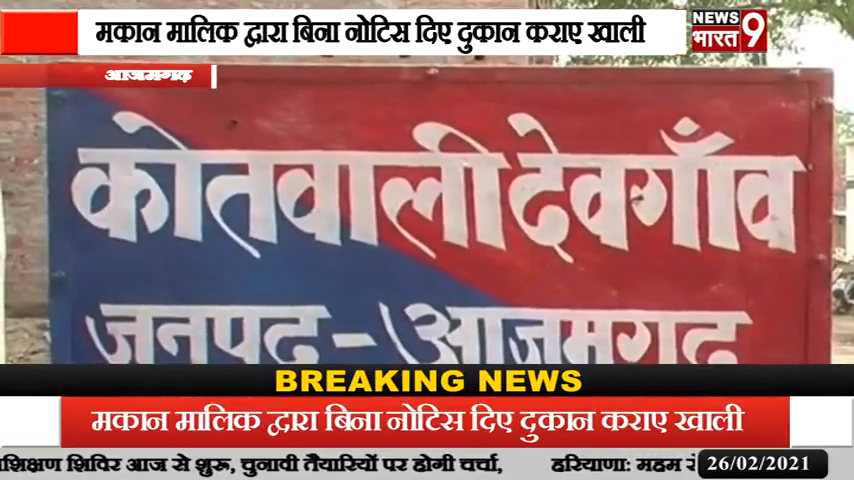 मकान मालिक द्वारा बिना नोटिस दिए दुकान कराए खाली
NEWS भारत 9
आजमगढ़
कोतवाली देवगाँव
जनपद - आजमगढ़
BREAKING NEWS
मकान मालिक द्वारा बिना नोटिस दिए दुकान कराए खाली
शिविर आज से शुरू, चुनावी तैयारियों पर होगी चर्चा, हरियाणा: महम
26/02/2021